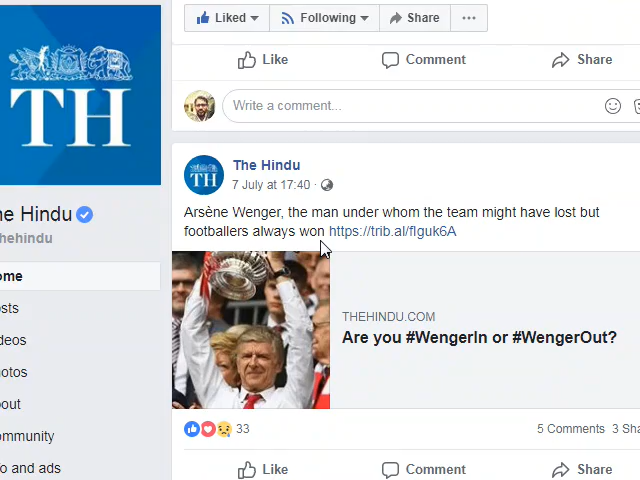 Liked Following Share ...
Like Comment Share
TH
Write a comment...
he Hindu
hehindu
ome
sts
deos
otos
out
ommunity
o and ads
TH
The Hindu
7 July at 17:40 ·
Arsène Wenger, the man under whom the team might have lost but
footballers always won https://trib.al/flguk6A
THEHINDU.COM
Are you #WengerIn or #WengerOut?
33 5 Comments 3 Sha
Like Comment Share